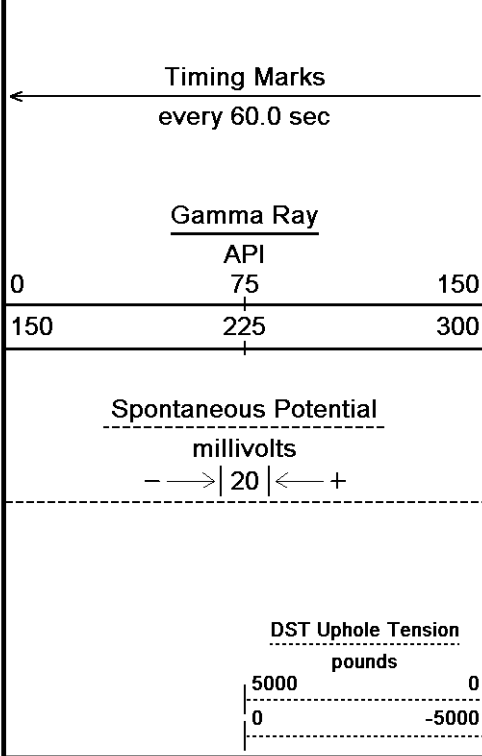 Timing Marks
every 60.0 sec
Gamma Ray
API
0 75 150
150 225 300
Spontaneous Potential
millivolts
− 20 +
DST Uphole Tension
pounds
5000 0
0 -5000